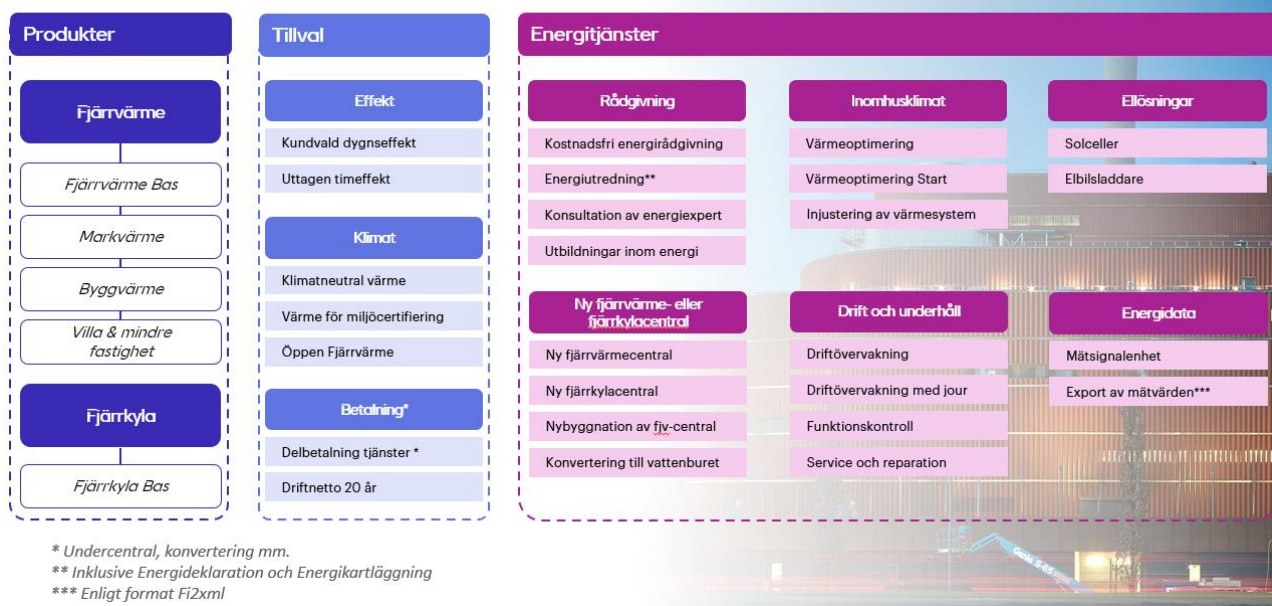 Produkter
Fjärrvärme
Fjärrvärme Bas
Markvärme
Byggvärme
Villa & mindre
fastighet
Fjärrkyla
Fjärrkyla Bas
Tillval
Effekt
Kundvald dygnseffekt
Uttagen timeffekt
Klimat
Klimatneutral värme
Värme för miljöcertifiering
Öppen Fjärrvärme
Betalning*
Delbetalning tjänster *
Driftnetto 20 år
Energitjänster
Rådgivning
Kostnadsfri energirådgivning
Energiutredning**
Konsultation av energiexpert
Utbildningar inom energi
Inomhusklimat
Värmeoptimering
Värmeoptimering Start
Injustering av värmesystem
Ellösningar
Solceller
Elbilsladdare
Ny fjärrvärme- eller
fjärrkylacentral
Ny fjärrvärmecentral
Ny fjärrkylacentral
Nybyggnation av fjv-central
Konvertering till vattenburet
Drift och underhåll
Driftövervakning
Driftövervakning med jour
Funktionskontroll
Service och reparation
Energidata
Mätsignalenhet
Export av mätvärden***
* Undercentral, konvertering mm.
** Inklusive Energideklaration och Energikartläggning
*** Enligt format Fi2xml
Genie S-65